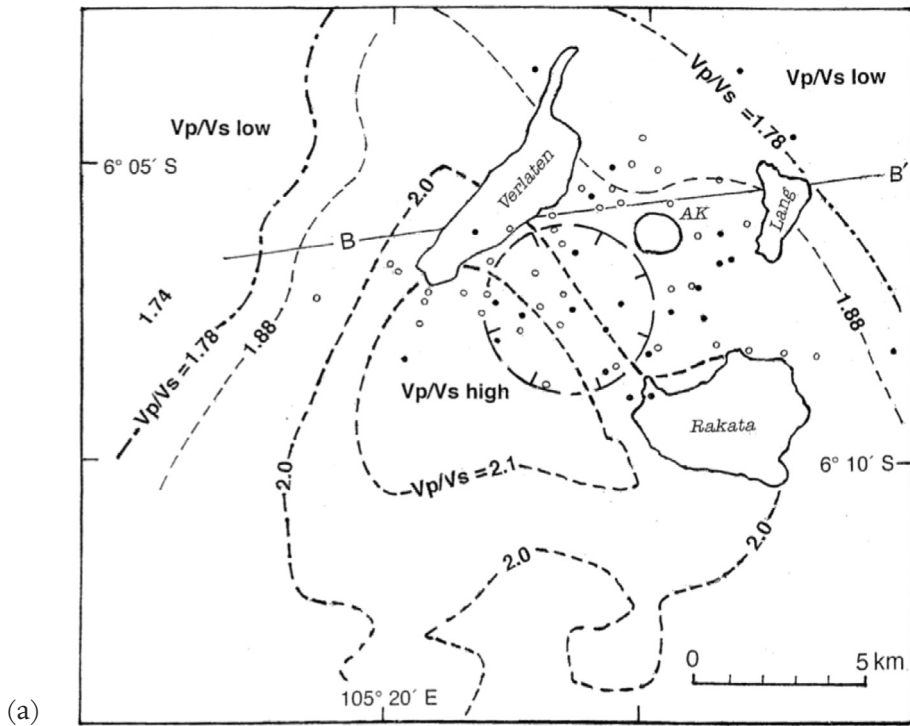 Vp/Vs low
Vp/Vs =1.78
Vp/Vs low
6° 05′ S
Verlaten
2.0
AK
Lang
B
B′
1.74
Vp/Vs=1.78
1.88
1.88
Vp/Vs high
Rakata
Vp/Vs=2.1
2.0
6° 10′ S
2.0
2.0
0 5 km
105° 20′ E
(a)